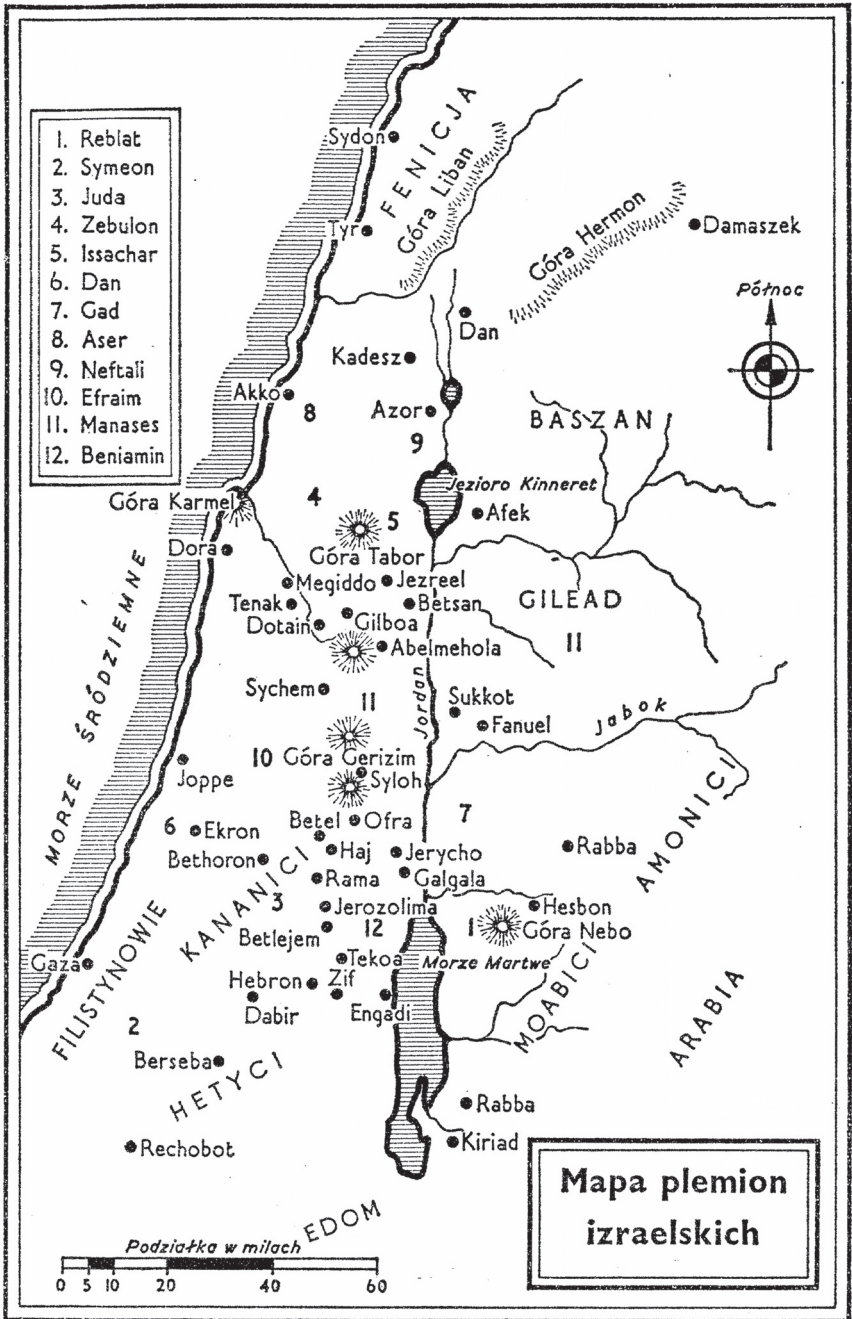 1. Rebiat
2. Symeon
3. Juda
4. Zebulon
5. Issachar
6. Dan
7. Gad
8. Aser
9. Neftali
10. Efraim
11. Manases
12. Beniamin
Sydon
FENICJA
Góra Liban
Tyr
Góra Hermon
Damaszek
Północ
Dan
Kadesz
Akko
8
Azor
BASZAN
9
Góra Karmel
4
Jezioro Kinneret
5
Afek
Dora
Góra Tabor
Megiddo
Jezreel
Tenak
Betsan
GILEAD
Dotain
Gilboa
11
Abelmehola
MORZE ŚRÓDZIEMNE
Sychem
11
Jordan
Sukkot
Fanuel
Jabok
10
Góra Gerizim
Joppe
Syloh
7
AMONICI
6
Ekron
Betel
Ofra
Rabba
Bethoron
Haj
Jerycho
KANANICI
Rama
Galgala
3
Jerozolima
Hesbon
12
1
Góra Nebo
Betlejem
FILISTYNOWIE
Gaza
Tekoa
Morze Martwe
Hebron
Zif
MOABICI
ARABIA
Dabir
Engadi
2
Berseba
HETYCI
Rabba
Rechobot
Kiriad
EDOM
Mapa plemion
izraelskich
Podziałka w milach
0 5 10 20 40 60